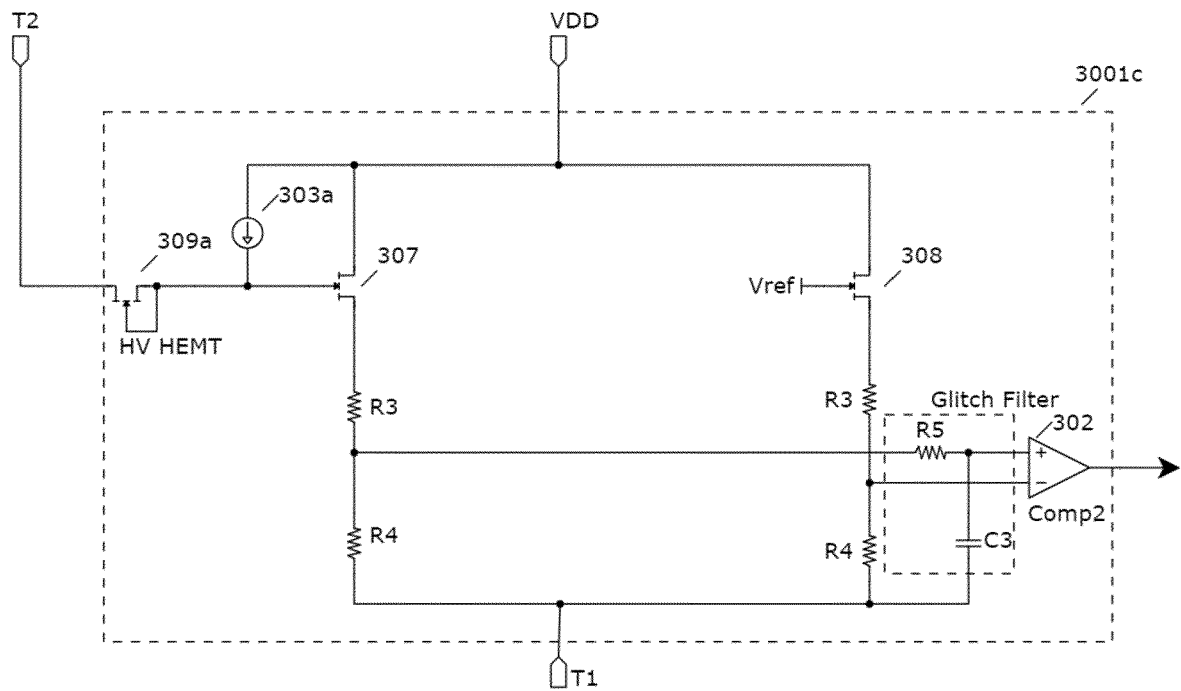 T2
VDD
3001c
303a
309a
307
308
Vref
HV HEMT
R3
R3
Glitch Filter
R5
302
+
−
Comp2
R4
R4
C3
T1